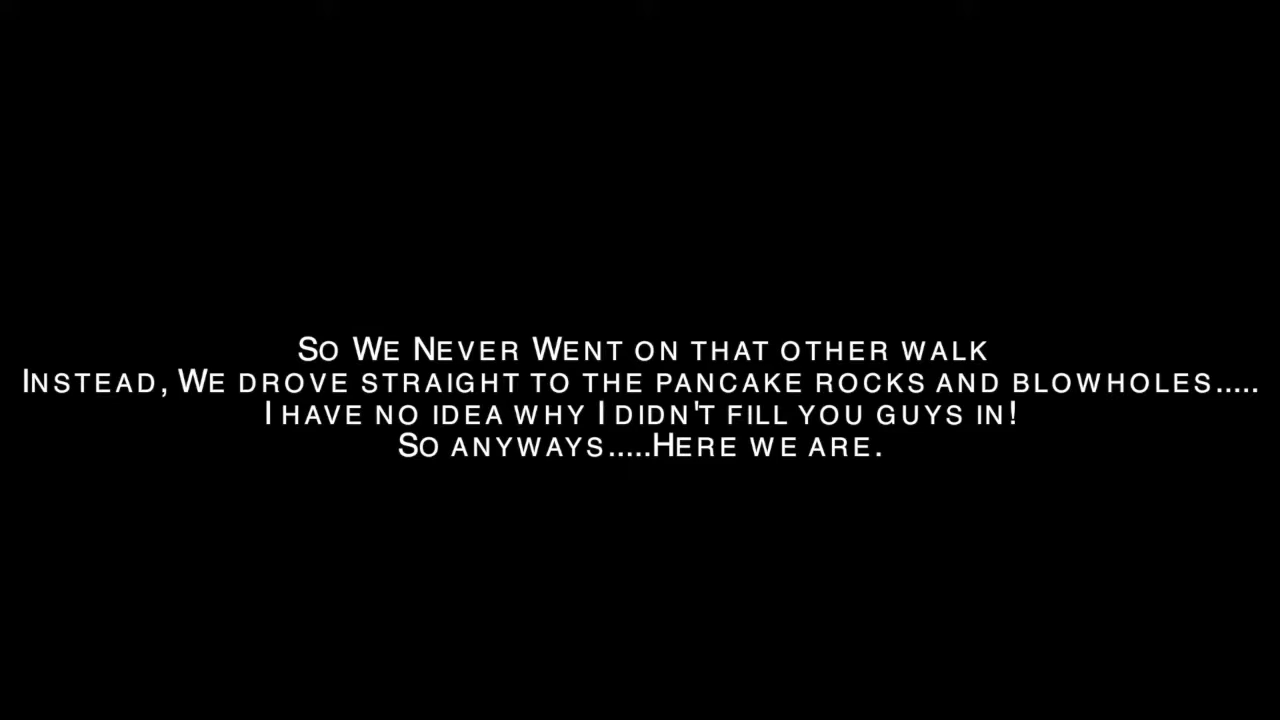 So We Never Went on that other walk
Instead, We drove straight to the pancake rocks and blowholes.....
I have no idea why I didn't fill you guys in!
So anyways.....Here we are.